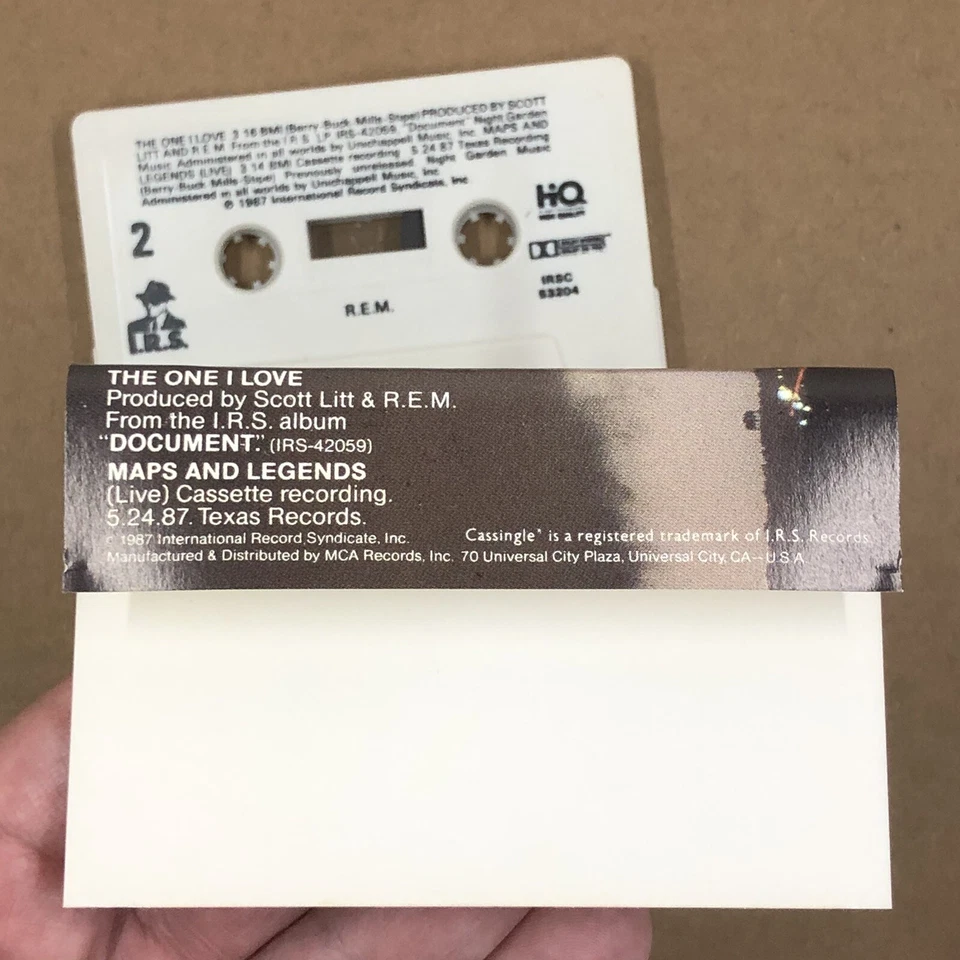 THE ONE I LOVE 3 16 BMI (Berry Buck Mills Stipe) PRODUCED BY SCOTT
LITT AND R.E.M. From the I.R.S. LP IRS-42059 "Document" Night Garden
Music Administered in all worlds by Unichappell Music, Inc. MAPS AND
LEGENDS (LIVE) 3 14 BMI Cassette recording 5 24 87 Texas Recording
(Berry Buck Mills Stipe) Previously unreleased Night Garden Music
Administered in all worlds by Unichappell Music, Inc
℗ 1987 International Record Syndicate, Inc
HQ
HIGH QUALITY
2
DOLBY
IRSC
53204
I.R.S.
R.E.M.
THE ONE I LOVE
Produced by Scott Litt & R.E.M.
From the I.R.S. album
“DOCUMENT.” (IRS-42059)
MAPS AND LEGENDS
(Live) Cassette recording.
5.24.87. Texas Records.
1987 International Record Syndicate, Inc.
Cassingle* is a registered trademark of I.R.S. Records.
Manufactured & Distributed by MCA Records, Inc. 70 Universal City Plaza, Universal City, CA–U.S.A.